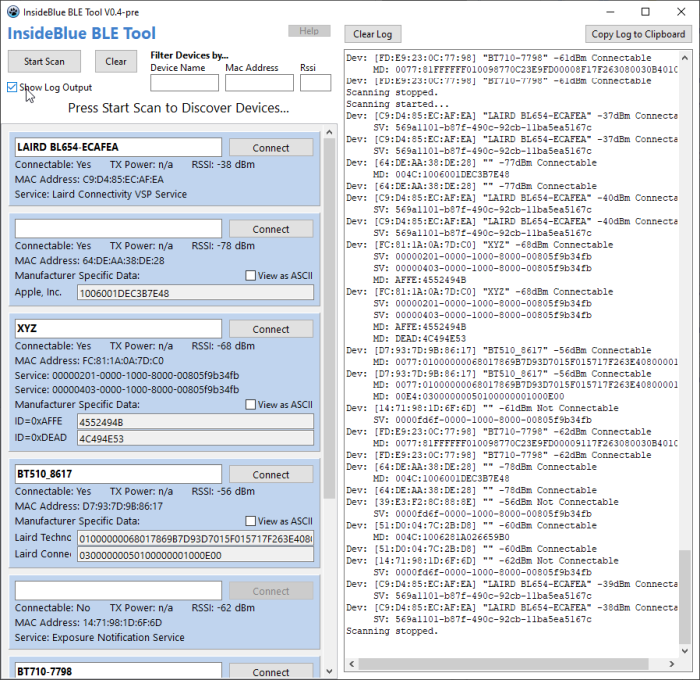 InsideBlue BLE Tool V0.4-pre
InsideBlue BLE Tool
Help
Start Scan
Clear
Filter Devices by...
Device Name
Mac Address
Rssi
Show Log Output
Press Start Scan to Discover Devices...
LAIRD BL654-ECAFEA
Connect
Connectable: Yes TX Power: n/a RSSI: -38 dBm
MAC Address: C9:D4:85:EC:AF:EA
Service: Laird Connectivity VSP Service
Connect
Connectable: Yes TX Power: n/a RSSI: -78 dBm
MAC Address: 64:DE:AA:38:DE:28
Manufacturer Specific Data:
View as ASCII
Apple, Inc. 1006001DEC3B7E48
XYZ
Connect
Connectable: Yes TX Power: n/a RSSI: -68 dBm
MAC Address: FC:81:1A:0A:7D:C0
Service: 00000201-0000-1000-8000-00805f9b34fb
Service: 00000403-0000-1000-8000-00805f9b34fb
Manufacturer Specific Data:
View as ASCII
ID=0xAFFE 4552494B
ID=0xDEAD 4C494E53
BT510_8617
Connect
Connectable: Yes TX Power: n/a RSSI: -56 dBm
MAC Address: D7:93:7D:9B:86:17
Manufacturer Specific Data:
View as ASCII
Laird Techno 01000000068017869B7D93D7015F015717F263E408
Laird Connec 0300000000501000000001000E00
Connect
Connectable: No TX Power: n/a RSSI: -62 dBm
MAC Address: 14:71:98:1D:6F:6D
Service: Exposure Notification Service
BT710-7798
Connect
Clear Log
Copy Log to Clipboard
Dev: [FD:E9:23:0C:77:98] "BT710-7798" -61dBm Connectable
MD: 0077:81FFFFFF010098770C23E9FD00008F17F263080030B4010
Dev: [FD:E9:23:0C:77:98] "BT710-7798" -61dBm Connectable
Scanning stopped.
Scanning started...
Dev: [C9:D4:85:EC:AF:EA] "LAIRD BL654-ECAFEA" -37dBm Connecta
SV: 569a1101-b87f-490c-92cb-11ba5ea5167c
Dev: [C9:D4:85:EC:AF:EA] "LAIRD BL654-ECAFEA" -37dBm Connecta
SV: 569a1101-b87f-490c-92cb-11ba5ea5167c
Dev: [64:DE:AA:38:DE:28] "" -77dBm Connectable
MD: 004C:1006001DEC3B7E48
Dev: [64:DE:AA:38:DE:28] "" -77dBm Connectable
Dev: [C9:D4:85:EC:AF:EA] "LAIRD BL654-ECAFEA" -40dBm Connecta
SV: 569a1101-b87f-490c-92cb-11ba5ea5167c
Dev: [C9:D4:85:EC:AF:EA] "LAIRD BL654-ECAFEA" -40dBm Connecta
SV: 569a1101-b87f-490c-92cb-11ba5ea5167c
Dev: [FC:81:1A:0A:7D:C0] "XYZ" -68dBm Connectable
SV: 00000201-0000-1000-8000-00805f9b34fb
SV: 00000403-0000-1000-8000-00805f9b34fb
MD: AFFE:4552494B
Dev: [FC:81:1A:0A:7D:C0] "XYZ" -68dBm Connectable
SV: 00000201-0000-1000-8000-00805f9b34fb
SV: 00000403-0000-1000-8000-00805f9b34fb
MD: AFFE:4552494B
MD: DEAD:4C494E53
Dev: [D7:93:7D:9B:86:17] "BT510_8617" -56dBm Connectable
MD: 0077:01000000068017869B7D93D7015F015717F263E40800001
Dev: [D7:93:7D:9B:86:17] "BT510_8617" -56dBm Connectable
MD: 0077:01000000068017869B7D93D7015F015717F263E40800001
MD: 00E4:0300000000501000000001000E00
Dev: [14:71:98:1D:6F:6D] "" -61dBm Not Connectable
SV: 0000fd6f-0000-1000-8000-00805f9b34fb
Dev: [FD:E9:23:0C:77:98] "BT710-7798" -62dBm Connectable
MD: 0077:81FFFFFF010098770C23E9FD00009117F263080030B4010
Dev: [FD:E9:23:0C:77:98] "BT710-7798" -62dBm Connectable
Dev: [64:DE:AA:38:DE:28] "" -78dBm Connectable
MD: 004C:1006001DEC3B7E48
Dev: [64:DE:AA:38:DE:28] "" -78dBm Connectable
Dev: [39:E3:F2:8C:88:8E] "" -56dBm Not Connectable
SV: 0000fd6f-0000-1000-8000-00805f9b34fb
Dev: [51:D0:04:7C:2B:D8] "" -60dBm Connectable
MD: 004C:1006281A026659B0
Dev: [51:D0:04:7C:2B:D8] "" -60dBm Connectable
Dev: [14:71:98:1D:6F:6D] "" -62dBm Not Connectable
SV: 0000fd6f-0000-1000-8000-00805f9b34fb
Dev: [C9:D4:85:EC:AF:EA] "LAIRD BL654-ECAFEA" -39dBm Connecta
SV: 569a1101-b87f-490c-92cb-11ba5ea5167c
Dev: [C9:D4:85:EC:AF:EA] "LAIRD BL654-ECAFEA" -38dBm Connecta
SV: 569a1101-b87f-490c-92cb-11ba5ea5167c
Scanning stopped.